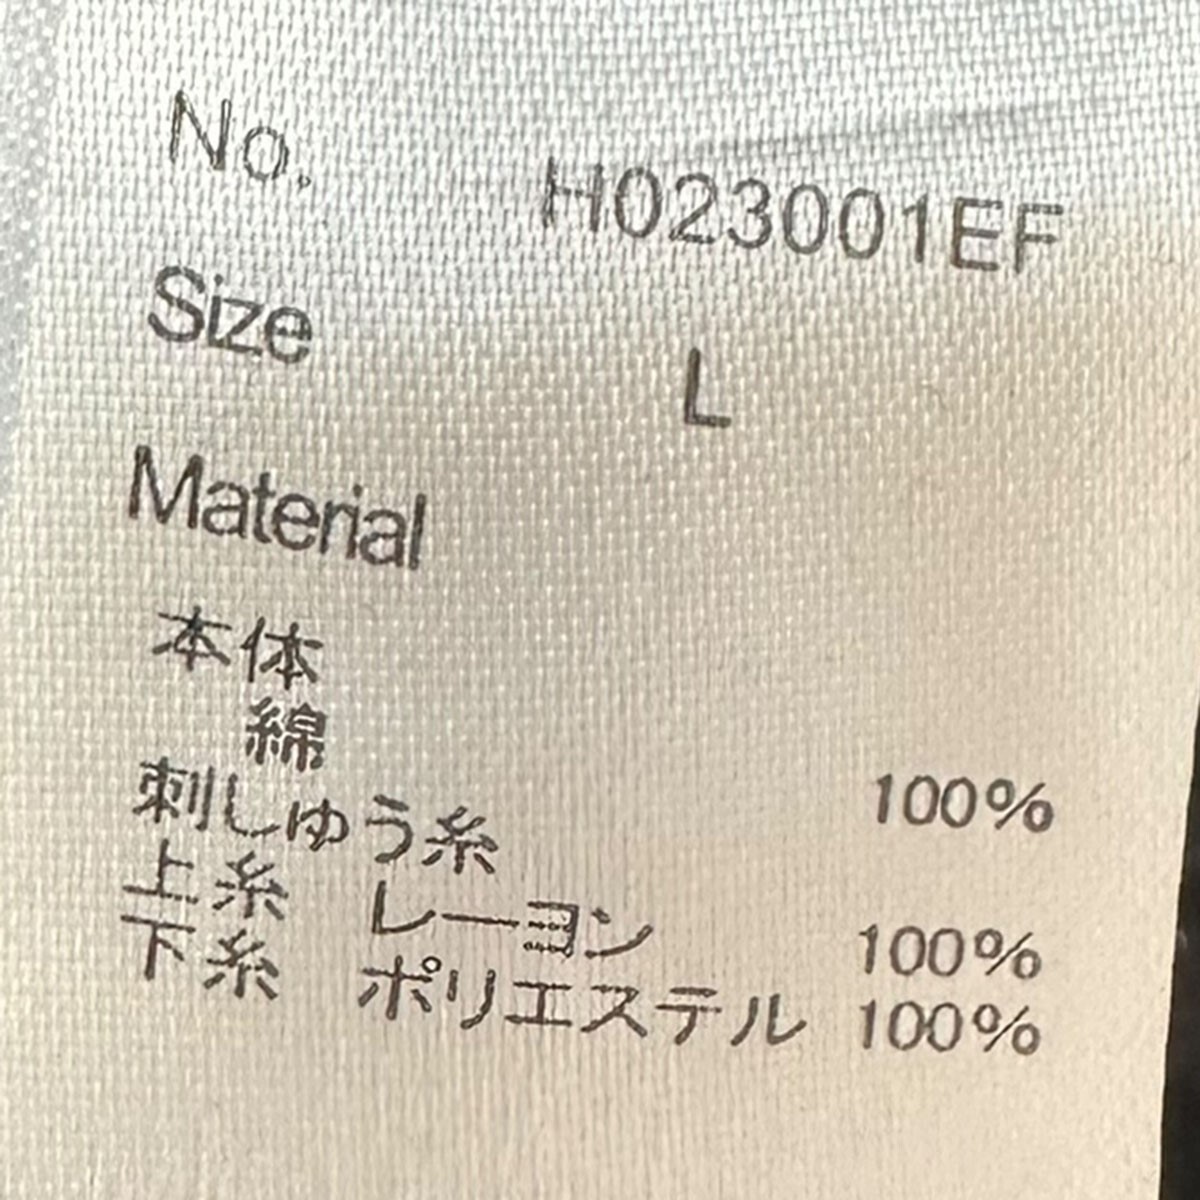 No. H023001EF
Size L
Material
本体
綿 100%
刺しゅう糸
上糸 レーヨン 100%
下糸 ポリエステル 100%